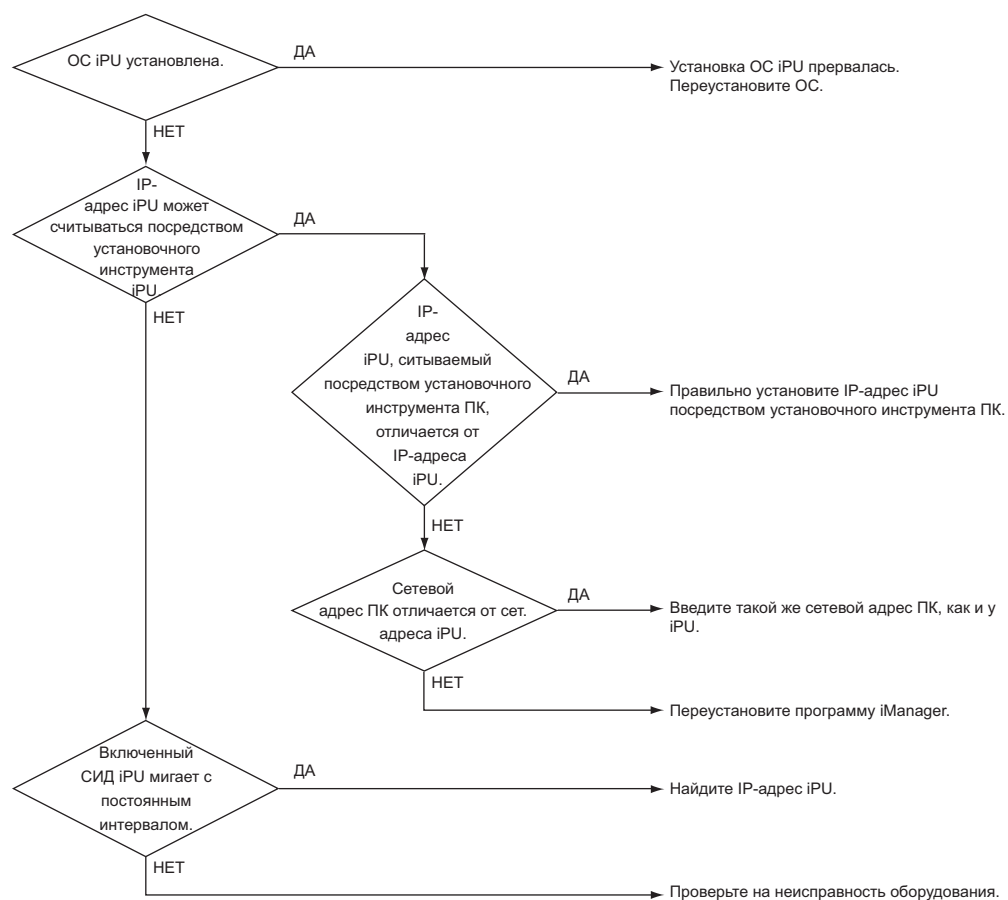 ОС iPU установлена.
ДА
Установка ОС iPU прервалась.
Переустановите ОС.
НЕТ
IP-
адрес iPU может
считываться посредством
установочного
инструмента
iPU.
ДА
НЕТ
IP-
адрес
iPU, ситываемый
посредством установочного
инструмента ПК,
отличается от
IP-адреса
iPU.
ДА
Правильно установите IP-адрес iPU
посредством установочного инструмента ПК.
НЕТ
Сетевой
адрес ПК отличается от сет.
адреса iPU.
ДА
Введите такой же сетевой адрес ПК, как и у
iPU.
НЕТ
Переустановите программу iManager.
Включенный
СИД iPU мигает с
постоянным
интервалом.
ДА
Найдите IP-адрес iPU.
НЕТ
Проверьте на неисправность оборудования.